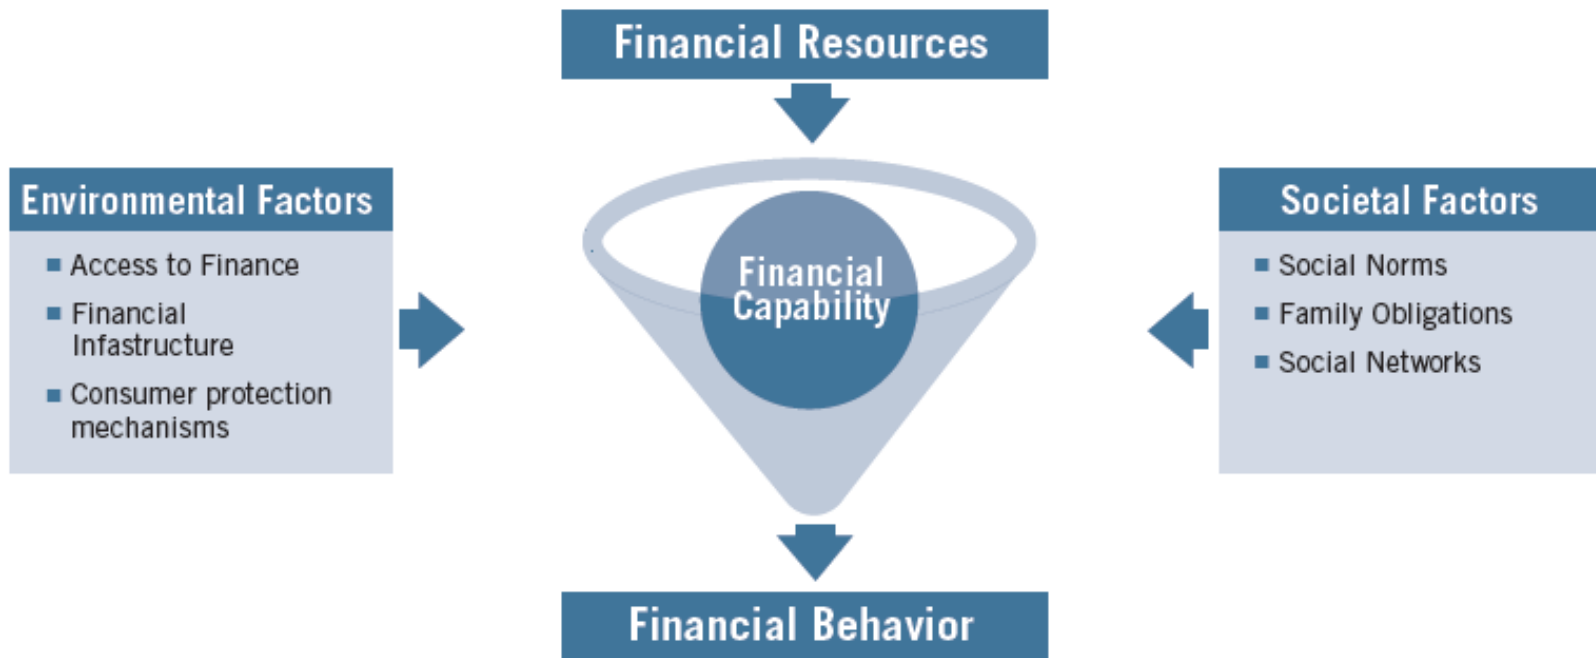 Financial Resources
Environmental Factors
Access to Finance
Financial
Infastructure
Consumer protection
mechanisms
Financial
Capability
Societal Factors
Social Norms
Family Obligations
Social Networks
Financial Behavior